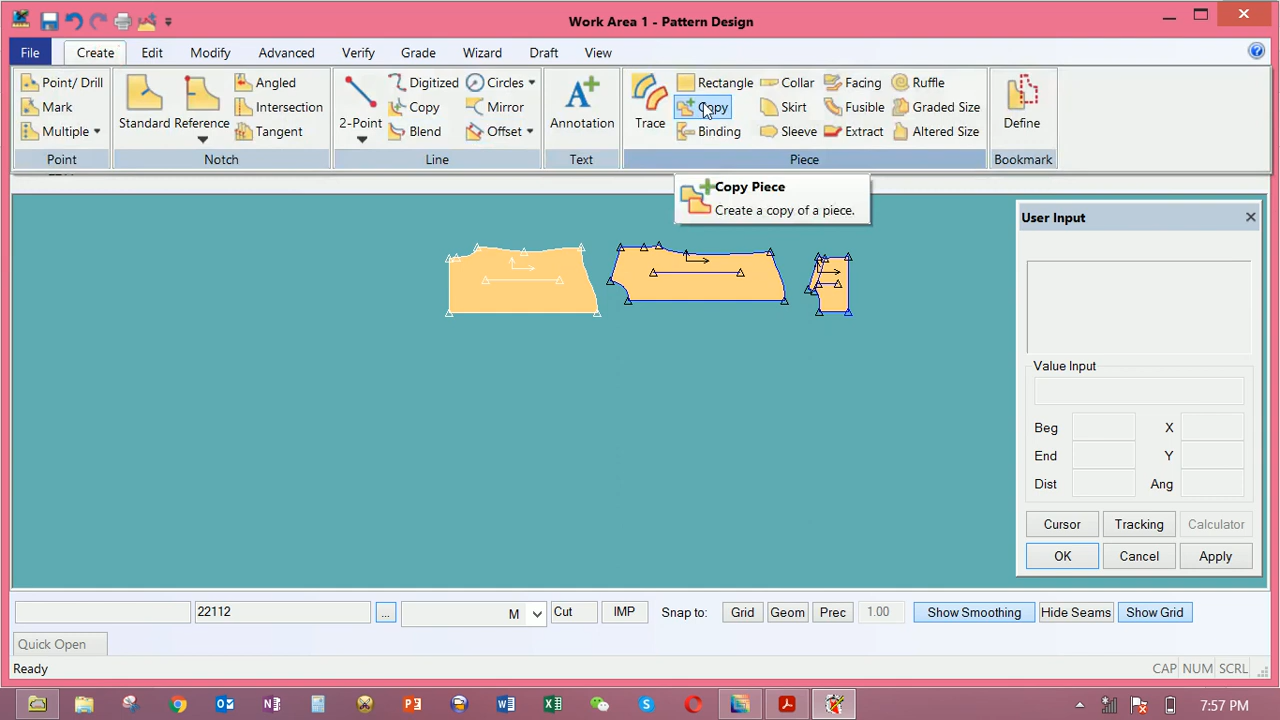 Work Area 1 - Pattern Design
File Create Edit Modify Advanced Verify Grade Wizard Draft View
Point/ Drill Angled Digitized Circles Rectangle Collar Facing Ruffle
Mark Intersection Copy Mirror Copy Skirt Fusible Graded Size
Multiple Standard Reference Tangent 2-Point Blend Offset Annotation Trace Binding Sleeve Extract Altered Size Define
Point Notch Line Text Piece Bookmark
Copy Piece
Create a copy of a piece.
User Input
Value Input
Beg X
End Y
Dist Ang
Cursor Tracking Calculator
OK Cancel Apply
22112 ... M Cut IMP Snap to: Grid Geom Prec 1.00 Show Smoothing Hide Seams Show Grid
Quick Open
Ready CAP NUM SCRL
7:57 PM